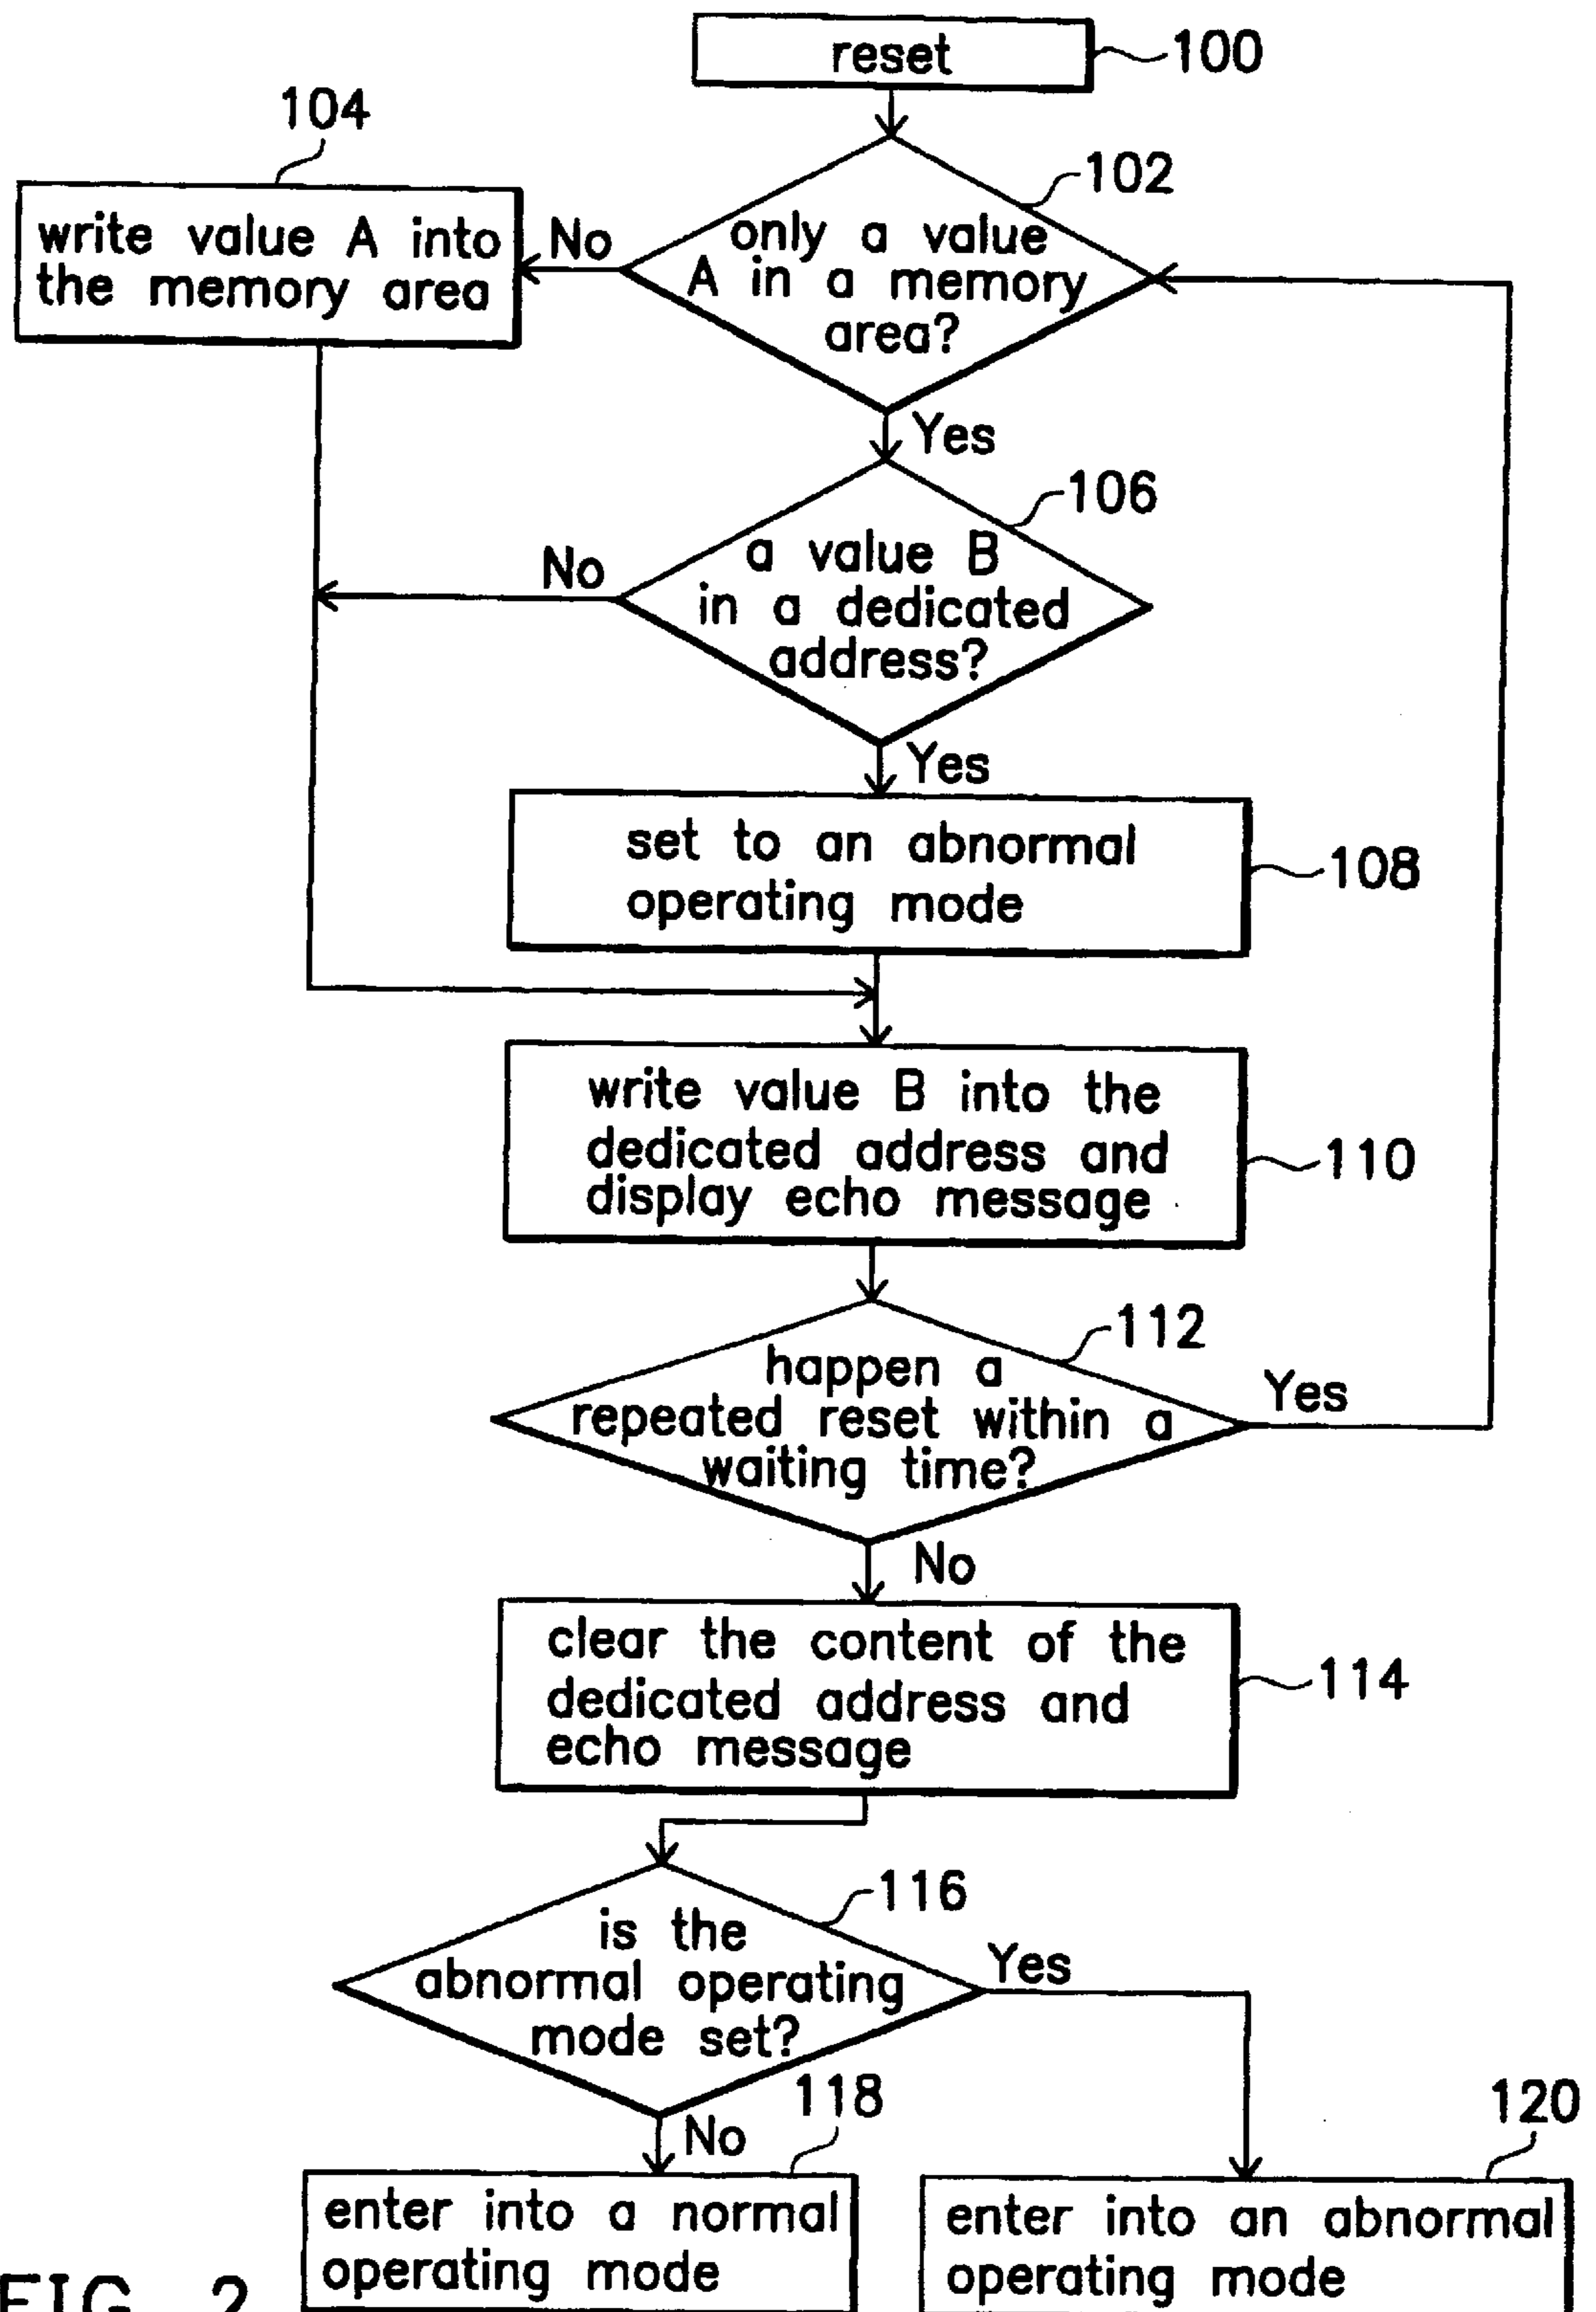 reset
100
104
102
write value A into
the memory area
No
only a value
A in a memory
area?
Yes
106
No
a value B
in a dedicated
address?
Yes
set to an abnormal
operating mode
108
write value B into the
dedicated address and
display echo message
110
112
happen a
repeated reset within a
waiting time?
Yes
No
clear the content of the
dedicated address and
echo message
114
116
is the
abnormal operating
mode set?
Yes
118
No
120
enter into a normal
operating mode
enter into an abnormal
operating mode
FIG. 2